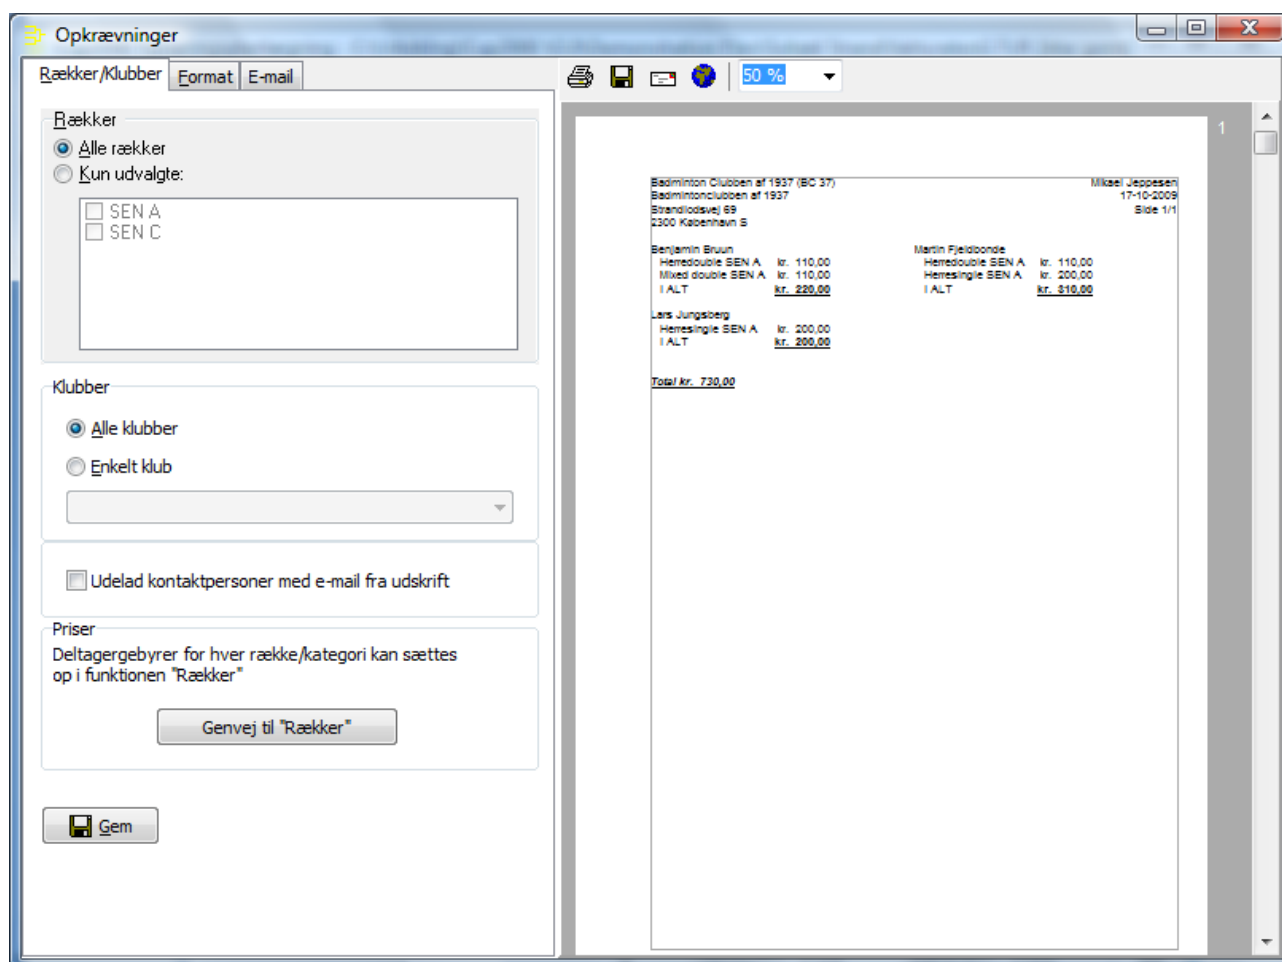 Opkrævninger
Rækker/Klubber Format E-mail
50 %
Rækker
Alle rækker
Kun udvalgte:
SEN A
SEN C
Klubber
Alle klubber
Enkelt klub
Udelad kontaktpersoner med e-mail fra udskrift
Priser
Deltagergebyrer for hver række/kategori kan sættes
op i funktionen "Rækker"
Genvej til "Rækker"
Gem
1
Badminton Clubben af 1937 (BC 37) Mikael Jeppesen
Badmintonclubben af 1937 17-10-2009
Strandlodsvej 69 Side 1/1
2300 København S
Benjamin Bruun Martin Fjeldbonde
Herredouble SEN A kr. 110,00 Herredouble SEN A kr. 110,00
Mixed double SEN A kr. 110,00 Herresingle SEN A kr. 200,00
I ALT kr. 220,00 I ALT kr. 310,00
Lars Jungsberg
Herresingle SEN A kr. 200,00
I ALT kr. 200,00
Total kr. 730,00